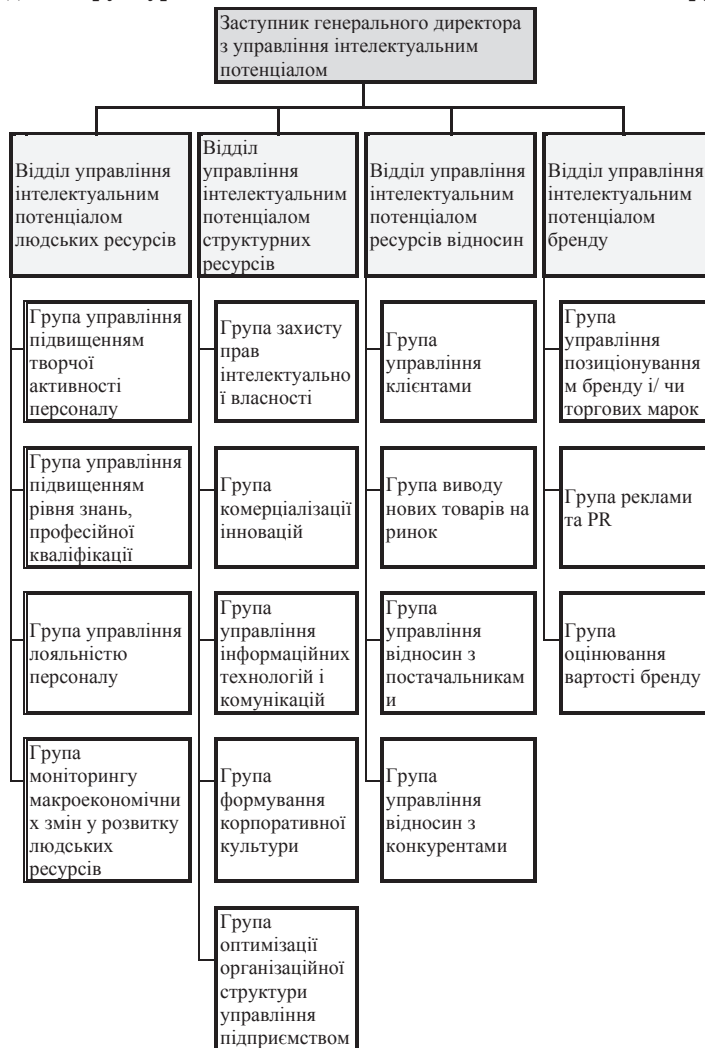 Заступник генерального директора
з управління інтелектуальним
потенціалом
Відділ управління
інтелектуальним
потенціалом
людських ресурсів
Відділ
управління
інтелектуальним
потенціалом
структурних
ресурсів
Відділ управління
інтелектуальним
потенціалом
ресурсів відносин
Відділ управління
інтелектуальним
потенціалом
бренду
Група управління
підвищенням
творчої
активності
персоналу
Група управління
підвищенням
рівня знань,
професійної
кваліфікації
Група управління
лояльністю
персоналу
Група
моніторингу
макроекономічни
х змін у розвитку
людських
ресурсів
Група захисту
прав
інтелектуально
ї власності
Група
комерціалізації
інновацій
Група
управління
інформаційних
технологій і
комунікацій
Група
формування
корпоративної
культури
Група
оптимізації
організаційної
структури
управління
підприємством
Група
управління
клієнтами
Група виводу
нових товарів на
ринок
Група
управління
відносин з
постачальникам
и
Група
управління
відносин з
конкурентами
Група
управління
позиціонування
м бренду і/ чи
торгових марок
Група реклами
та PR
Група
оцінювання
вартості бренду